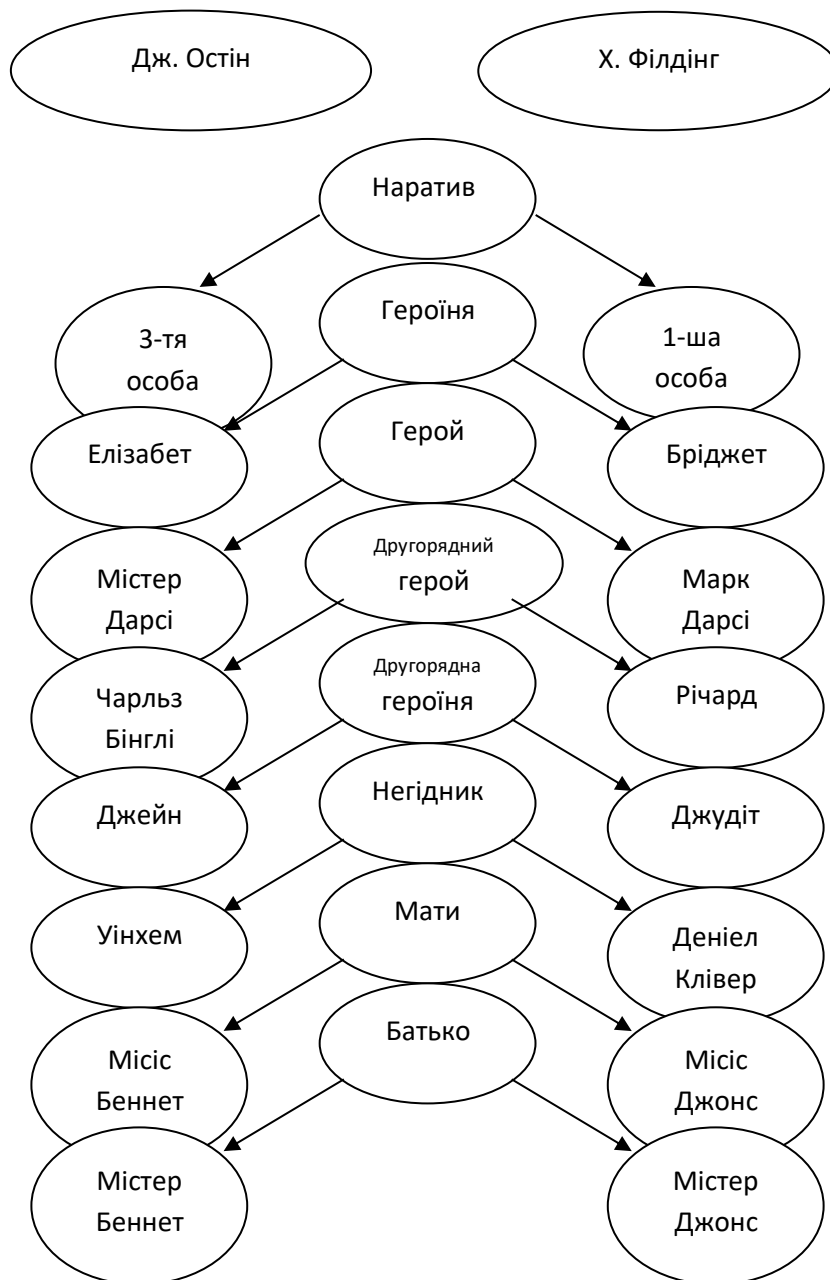 Дж. Остін
Х. Філдінг
Наратив
3-тя
особа
Героїня
1-ша
особа
Елізабет
Герой
Бріджет
Містер
Дарсі
Другорядний
герой
Марк
Дарсі
Чарльз
Бінглі
Другорядна
героїня
Річард
Джейн
Негідник
Джудіт
Уінхем
Мати
Деніел
Клівер
Місіс
Беннет
Батько
Місіс
Джонс
Містер
Беннет
Містер
Джонс